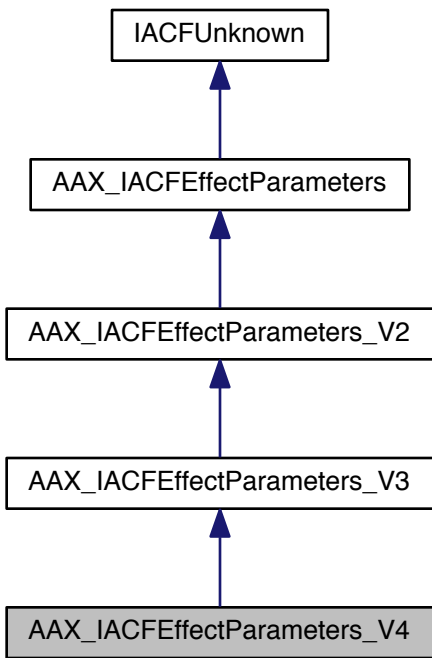 IACFUnknown
AAX_IACFEffectParameters
AAX_IACFEffectParameters_V2
AAX_IACFEffectParameters_V3
AAX_IACFEffectParameters_V4